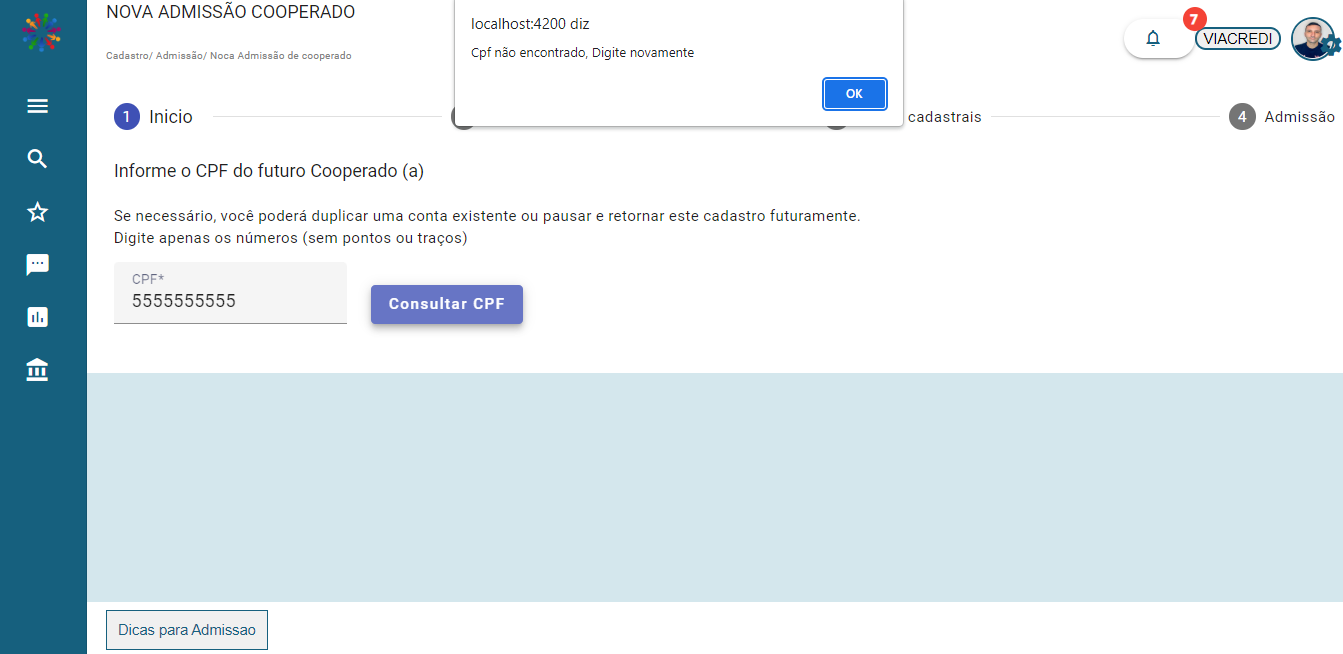 NOVA ADMISSÃO COOPERADO
Cadastro/ Admissão/ Noca Admissão de cooperado
localhost:4200 diz
Cpf não encontrado, Digite novamente
OK
7
VIACREDI
1 Inicio
cadastrais
4 Admissão
Informe o CPF do futuro Cooperado (a)
Se necessário, você poderá duplicar uma conta existente ou pausar e retornar este cadastro futuramente.
Digite apenas os números (sem pontos ou traços)
CPF*
5555555555
Consultar CPF
Dicas para Admissao